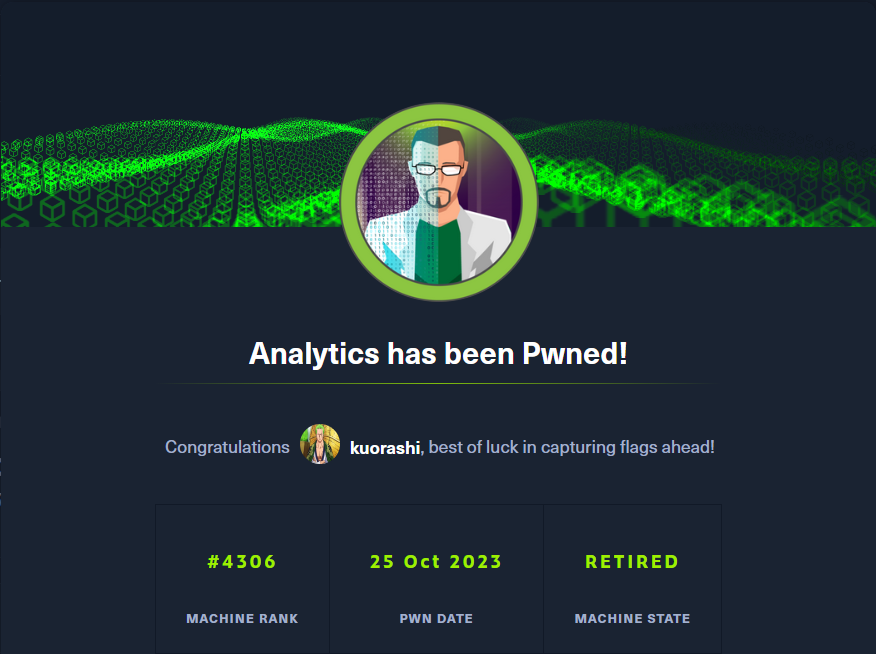 Analytics has been Pwned!
Congratulations kuorashi, best of luck in capturing flags ahead!
#4306 25 Oct 2023 RETIRED
MACHINE RANK PWN DATE MACHINE STATE